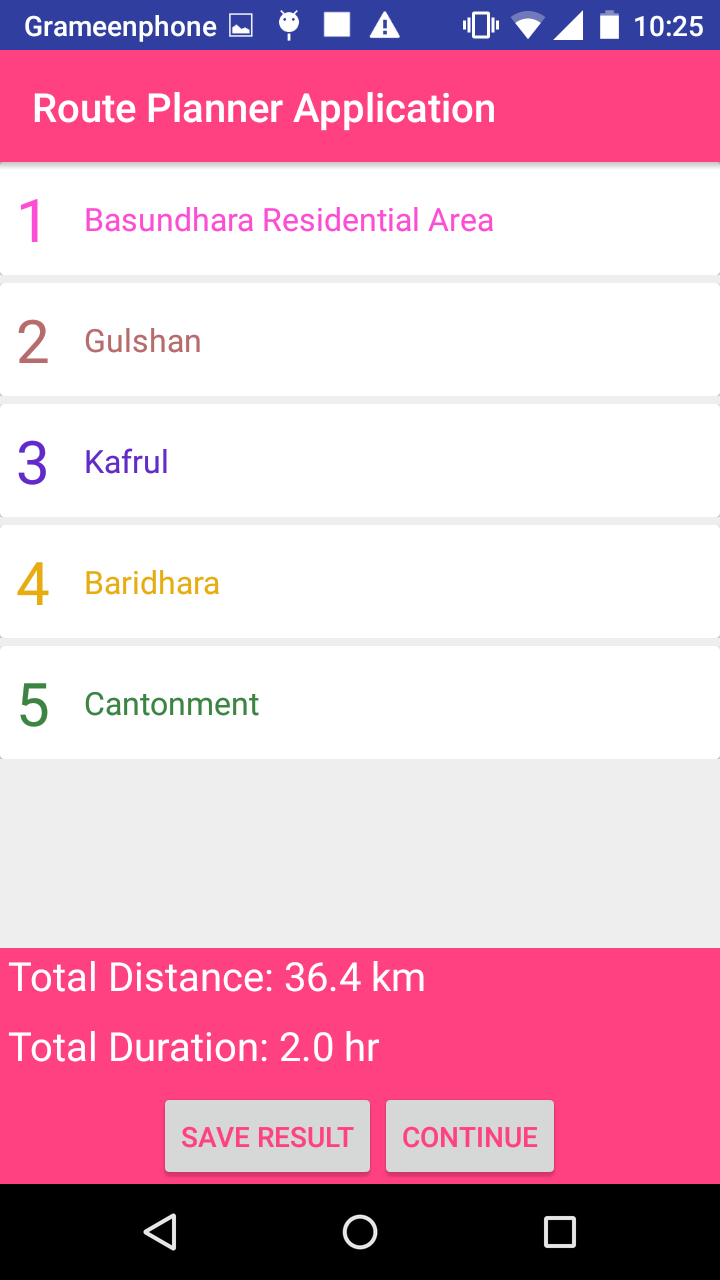 Grameenphone 10:25
Route Planner Application
1 Basundhara Residential Area
2 Gulshan
3 Kafrul
4 Baridhara
5 Cantonment
Total Distance: 36.4 km
Total Duration: 2.0 hr
SAVE RESULT CONTINUE